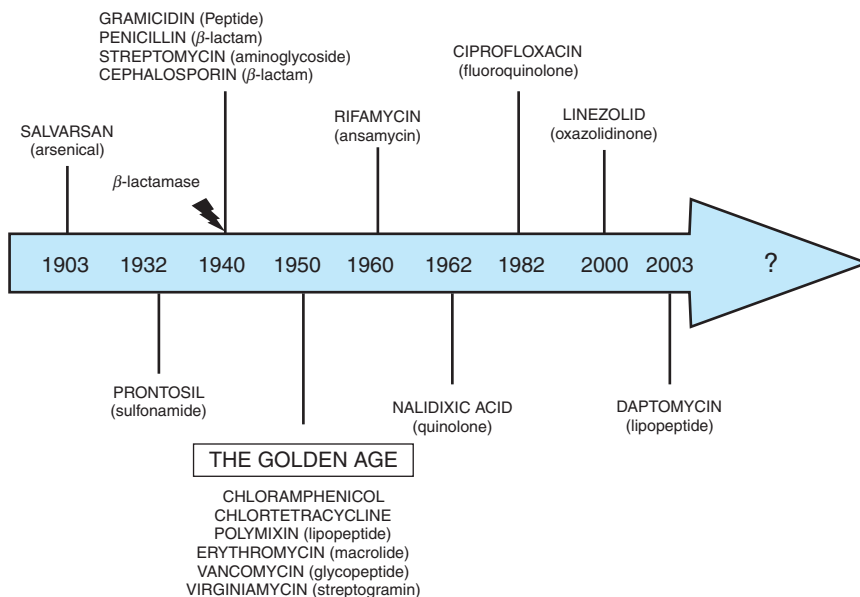 GRAMICIDIN (Peptide)
PENICILLIN (β-lactam)
STREPTOMYCIN (aminoglycoside)
CEPHALOSPORIN (β-lactam)
CIPROFLOXACIN
(fluoroquinolone)
SALVARSAN
(arsenical)
RIFAMYCIN
(ansamycin)
LINEZOLID
(oxazolidinone)
β-lactamase
1903 1932 1940 1950 1960 1962 1982 2000 2003 ?
PRONTOSIL
(sulfonamide)
NALIDIXIC ACID
(quinolone)
DAPTOMYCIN
(lipopeptide)
THE GOLDEN AGE
CHLORAMPHENICOL
CHLORTETRACYCLINE
POLYMIXIN (lipopeptide)
ERYTHROMYCIN (macrolide)
VANCOMYCIN (glycopeptide)
VIRGINIAMYCIN (streptogramin)